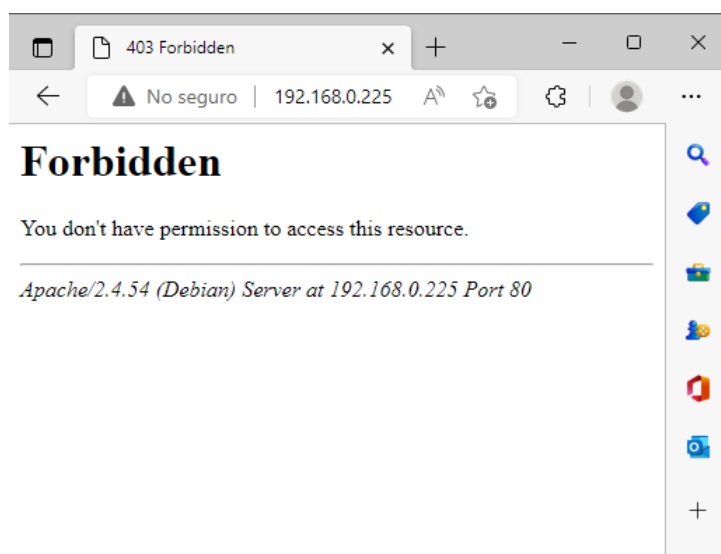 403 Forbidden
No seguro | 192.168.0.225
Forbidden
You don't have permission to access this resource.
Apache/2.4.54 (Debian) Server at 192.168.0.225 Port 80